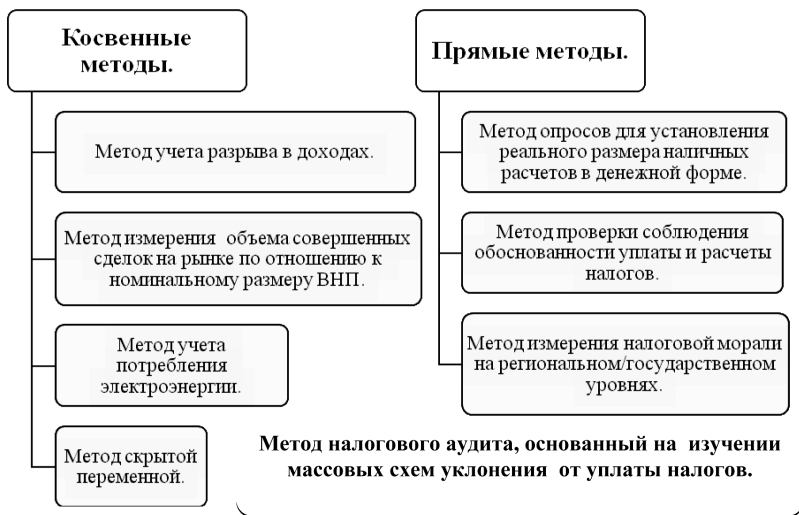 Косвенные
методы.
Метод учета разрыва в доходах.
Метод измерения объема совершенных
сделок на рынке по отношению к
номинальному размеру ВНП.
Метод учета
потребления
электроэнергии.
Метод скрытой
переменной.
Прямые методы.
Метод опросов для установления
реального размера наличных
расчетов в денежной форме.
Метод проверки соблюдения
обоснованности уплаты и расчеты
налогов.
Метод измерения налоговой морали
на региональном/государственном
уровнях.
Метод налогового аудита, основанный на изучении
массовых схем уклонения от уплаты налогов.